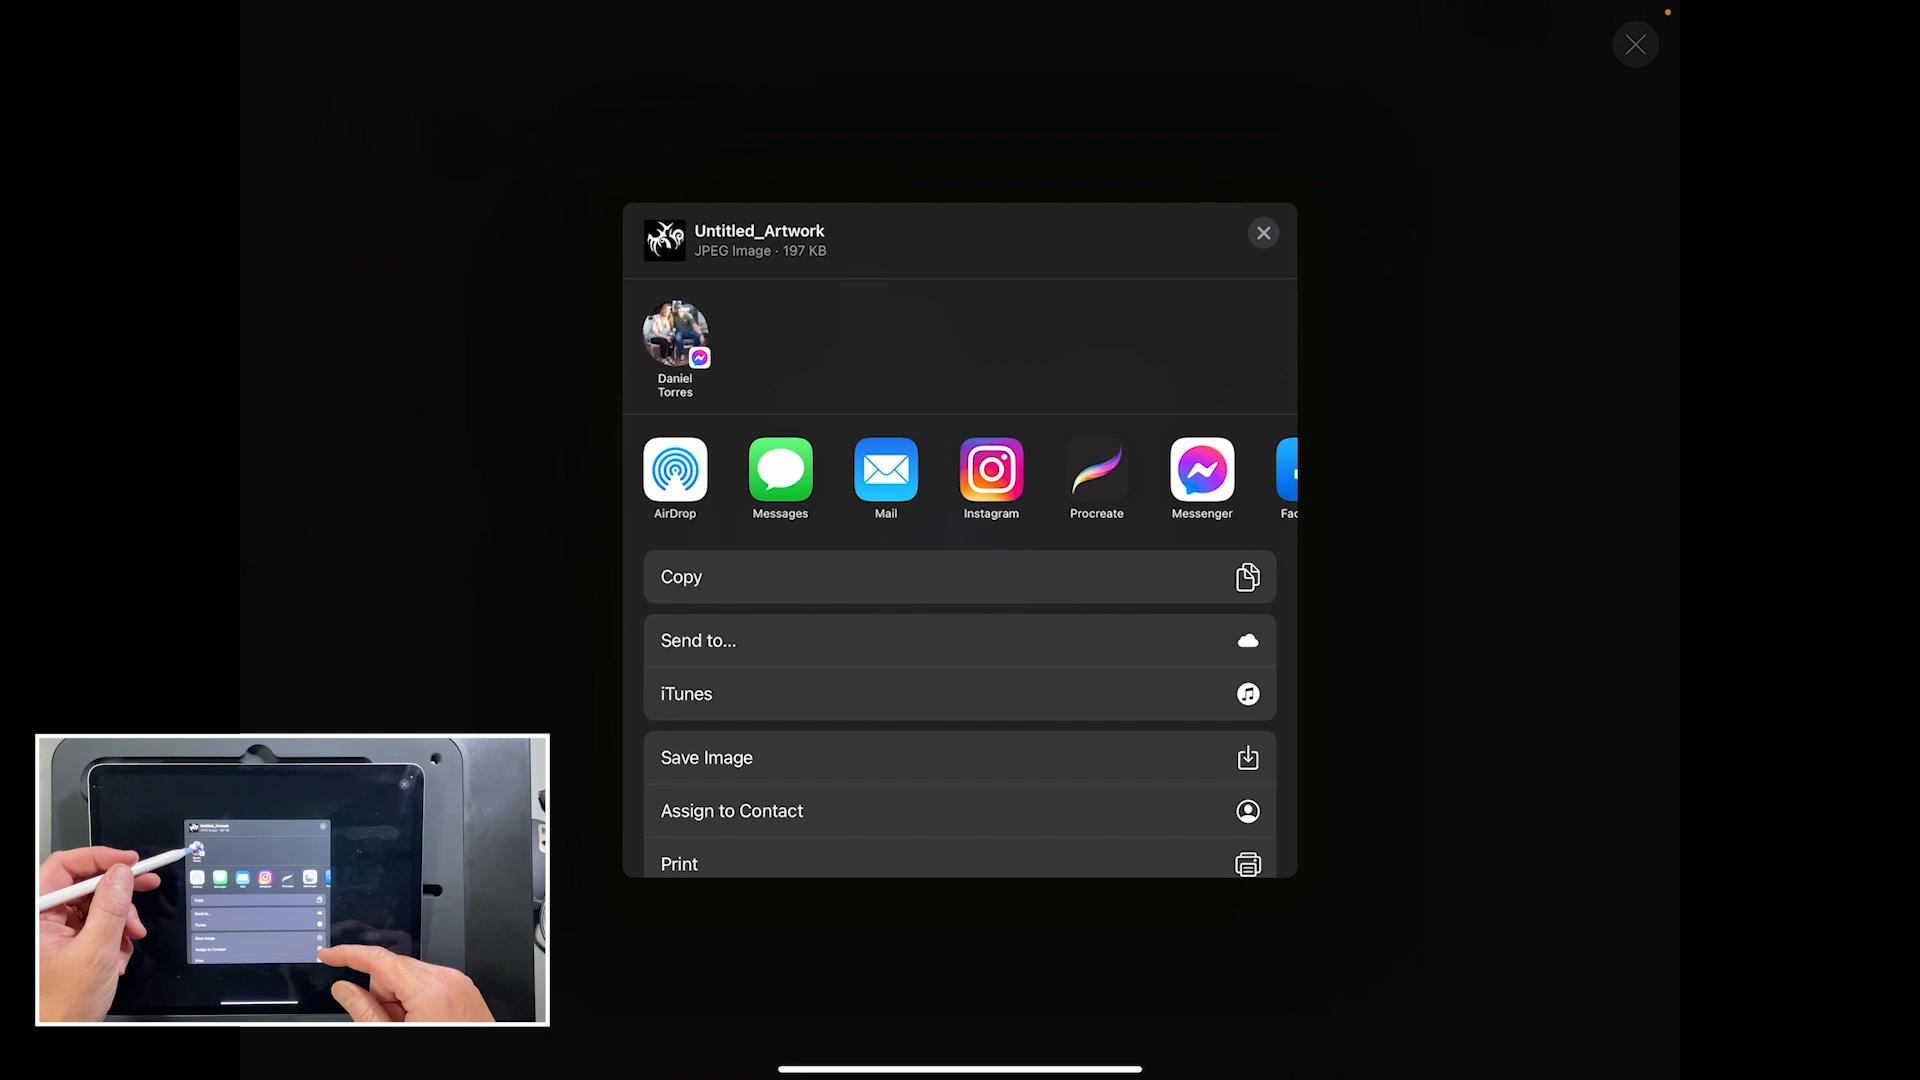 Untitled_Artwork
JPEG Image · 197 KB
Daniel
Torres
AirDrop
Messages
Mail
Instagram
Procreate
Messenger
Fac
Copy
Send to...
iTunes
Save Image
Assign to Contact
Print